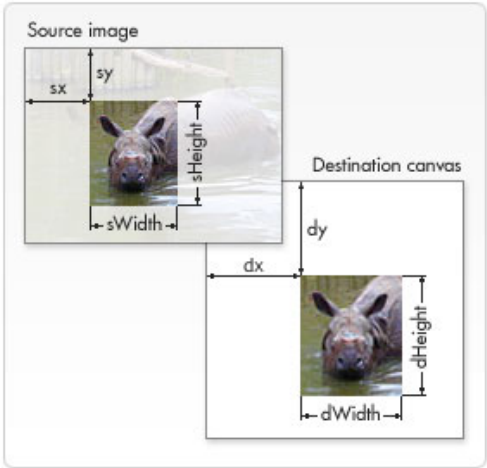 Source image
sy
sx
sHeight
sWidth
Destination canvas
dy
dx
dHeight
dWidth